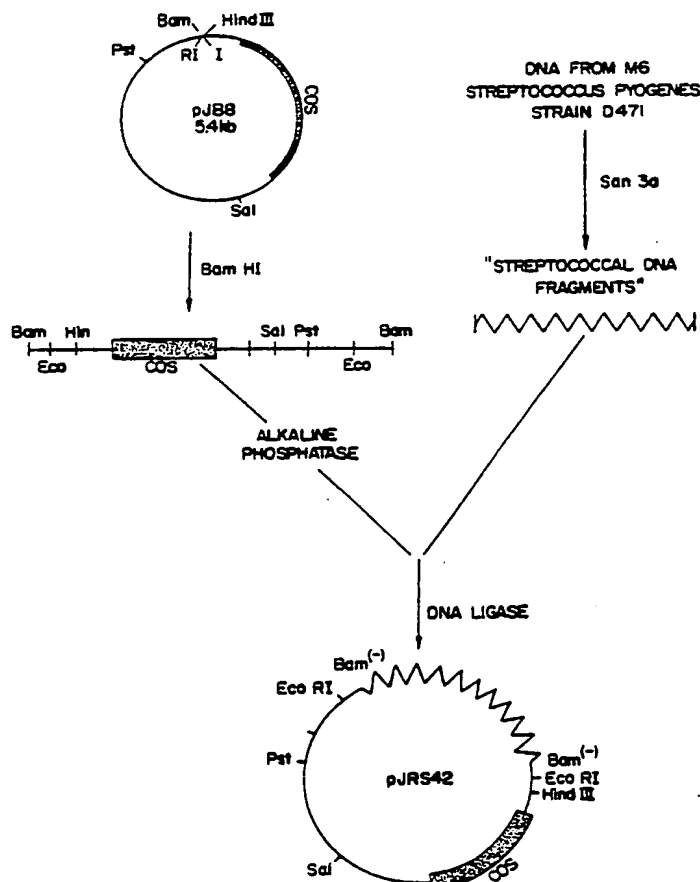 Bam Hind III
Pst RI I
pJB8
5.4kb
COS
Sal
Bam HI
DNA FROM M6
STREPTOCOCCUS PYOGENES
STRAIN D471
San 3a
"STREPTOCOCCAL DNA
FRAGMENTS"
Bam Hin Sal Pst Bam
Eco COS Eco
ALKALINE
PHOSPHATASE
DNA LIGASE
Bam(-)
Eco RI
Pst
pJRS42
Bam(-)
Eco RI
Hind III
Sal
COS